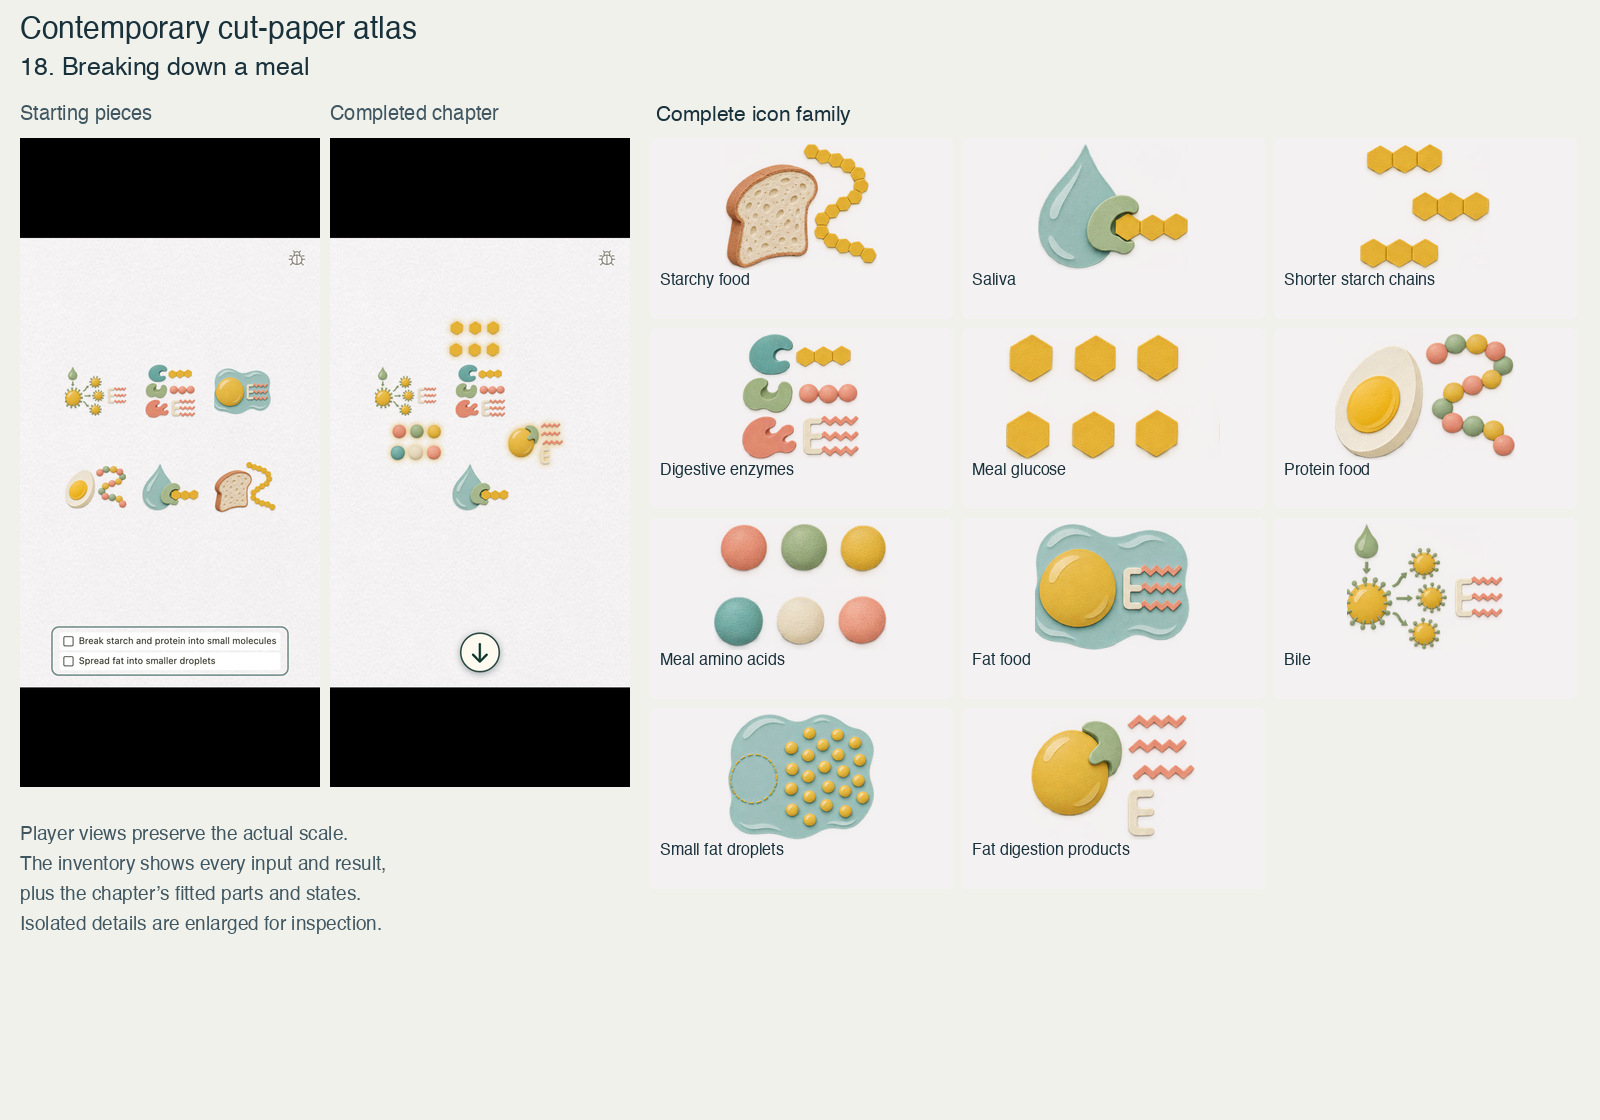 Contemporary cut-paper atlas
18. Breaking down a meal
Starting pieces
Completed chapter
Complete icon family
Break starch and protein into small molecules
Spread fat into smaller droplets
Starchy food
Saliva
Shorter starch chains
Digestive enzymes
Meal glucose
Protein food
Meal amino acids
Fat food
Bile
Small fat droplets
Fat digestion products
Player views preserve the actual scale.
The inventory shows every input and result,
plus the chapter’s fitted parts and states.
Isolated details are enlarged for inspection.